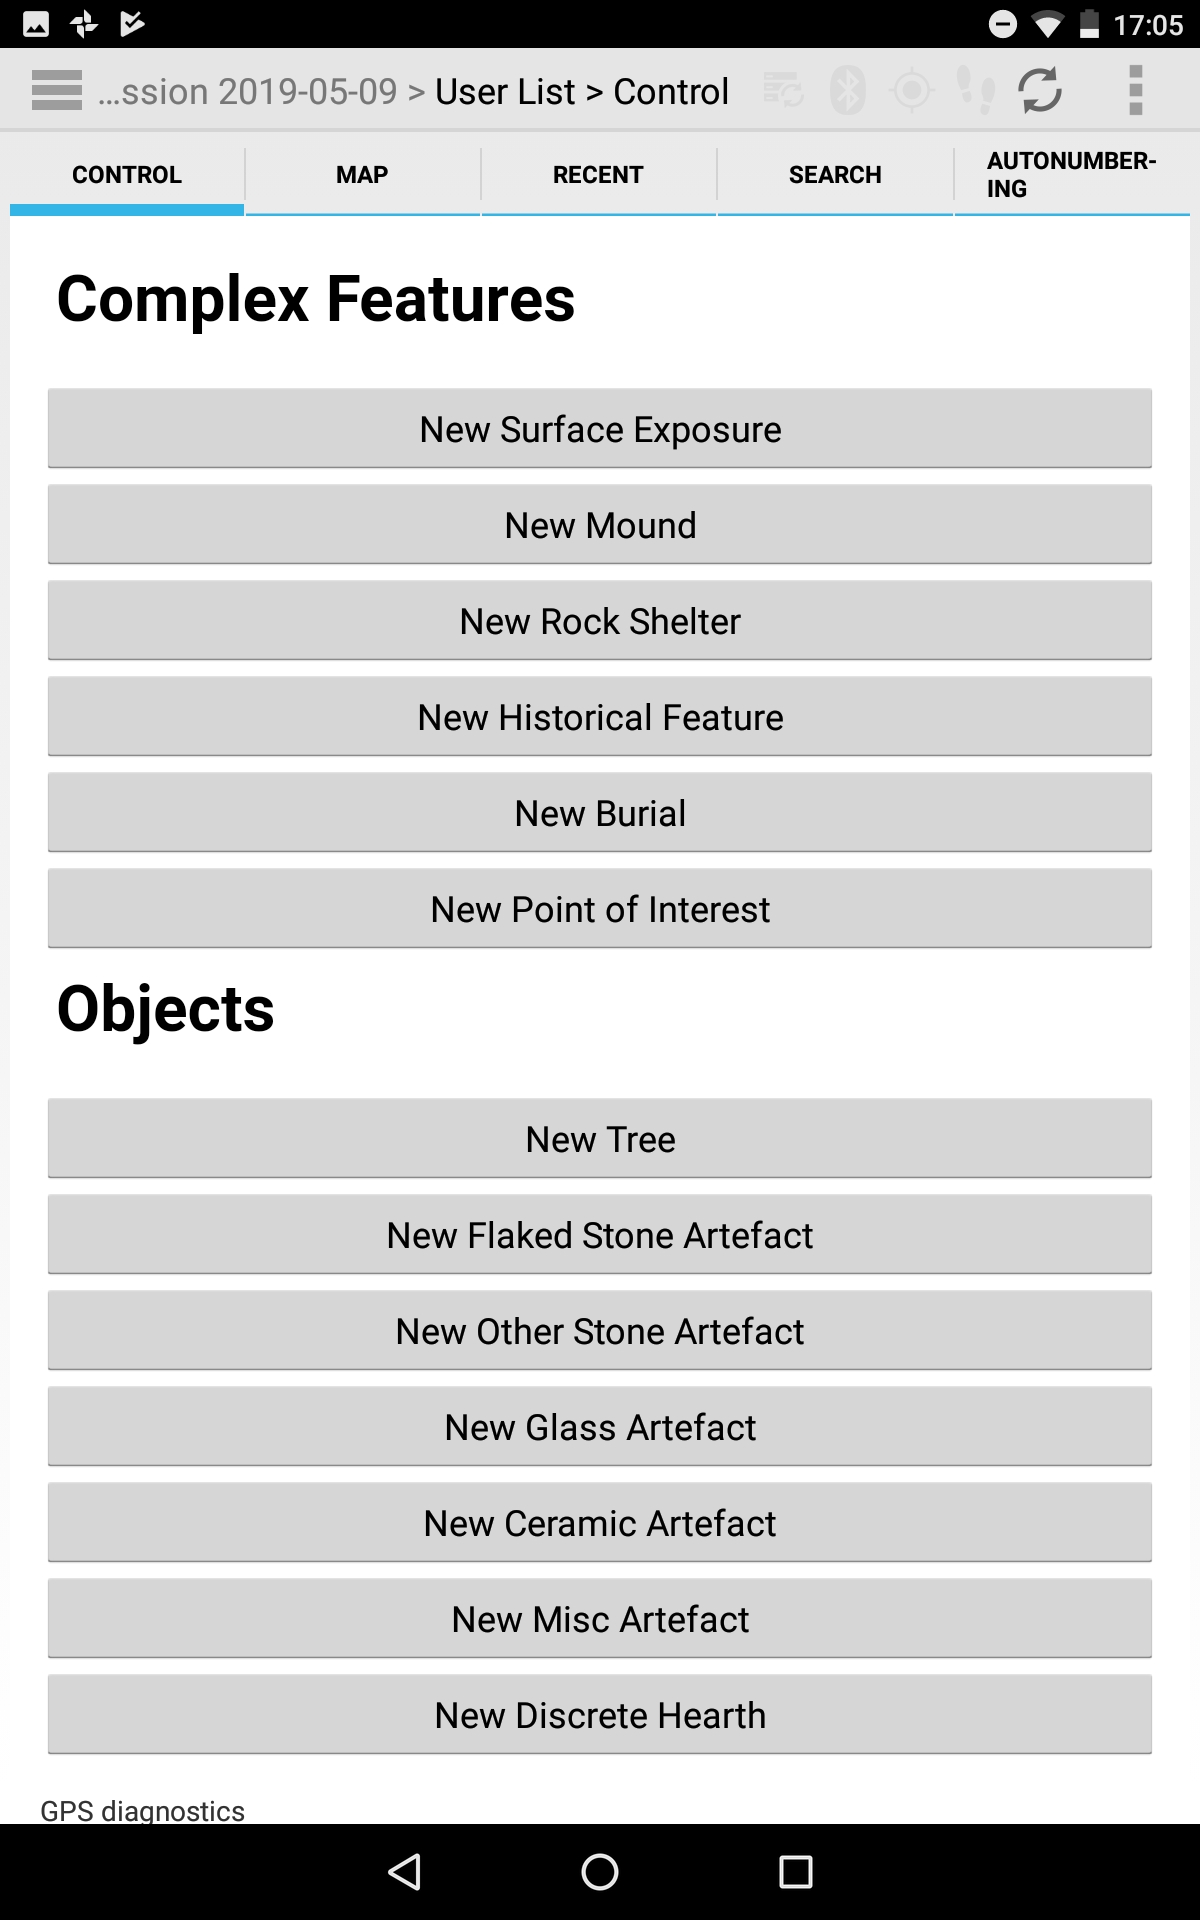 17:05
…ssion 2019-05-09 > User List > Control
CONTROL
MAP
RECENT
SEARCH
AUTONUMBER-
ING
Complex Features
New Surface Exposure
New Mound
New Rock Shelter
New Historical Feature
New Burial
New Point of Interest
Objects
New Tree
New Flaked Stone Artefact
New Other Stone Artefact
New Glass Artefact
New Ceramic Artefact
New Misc Artefact
New Discrete Hearth
GPS diagnostics